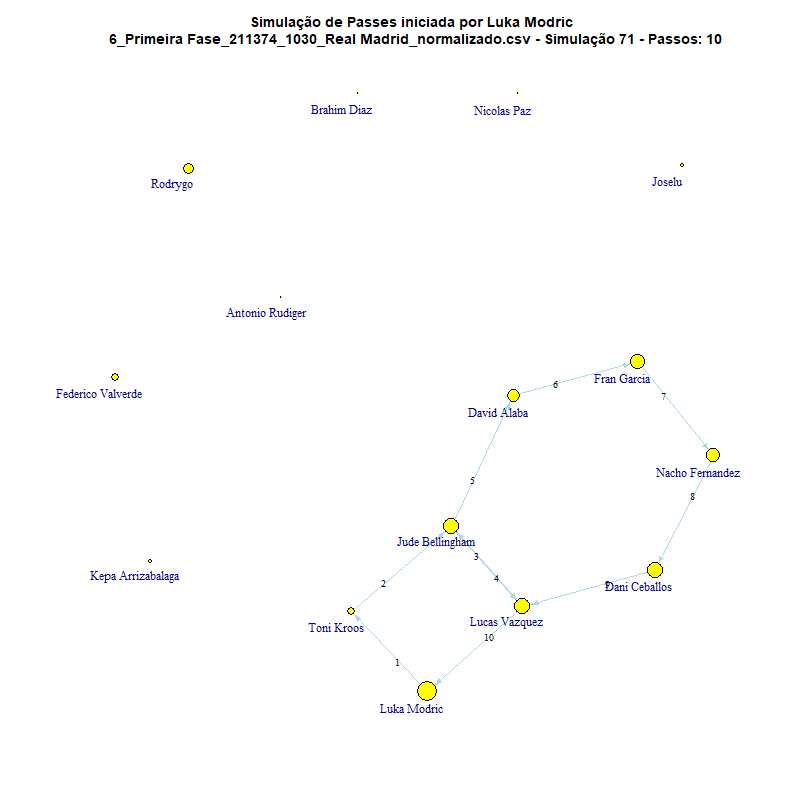 Simulação de Passes iniciada por Luka Modric
6_Primeira Fase_211374_1030_Real Madrid_normalizado.csv - Simulação 71 - Passos: 10
Brahim Diaz
Nicolas Paz
Rodrygo
Joselu
Antonio Rudiger
Federico Valverde
Fran Garcia
6
7
David Alaba
Nacho Fernandez
5
8
Jude Bellingham
3
Kepa Arrizabalaga
4
2
9
Dani Ceballos
Lucas Vazquez
Toni Kroos
10
1
Luka Modric